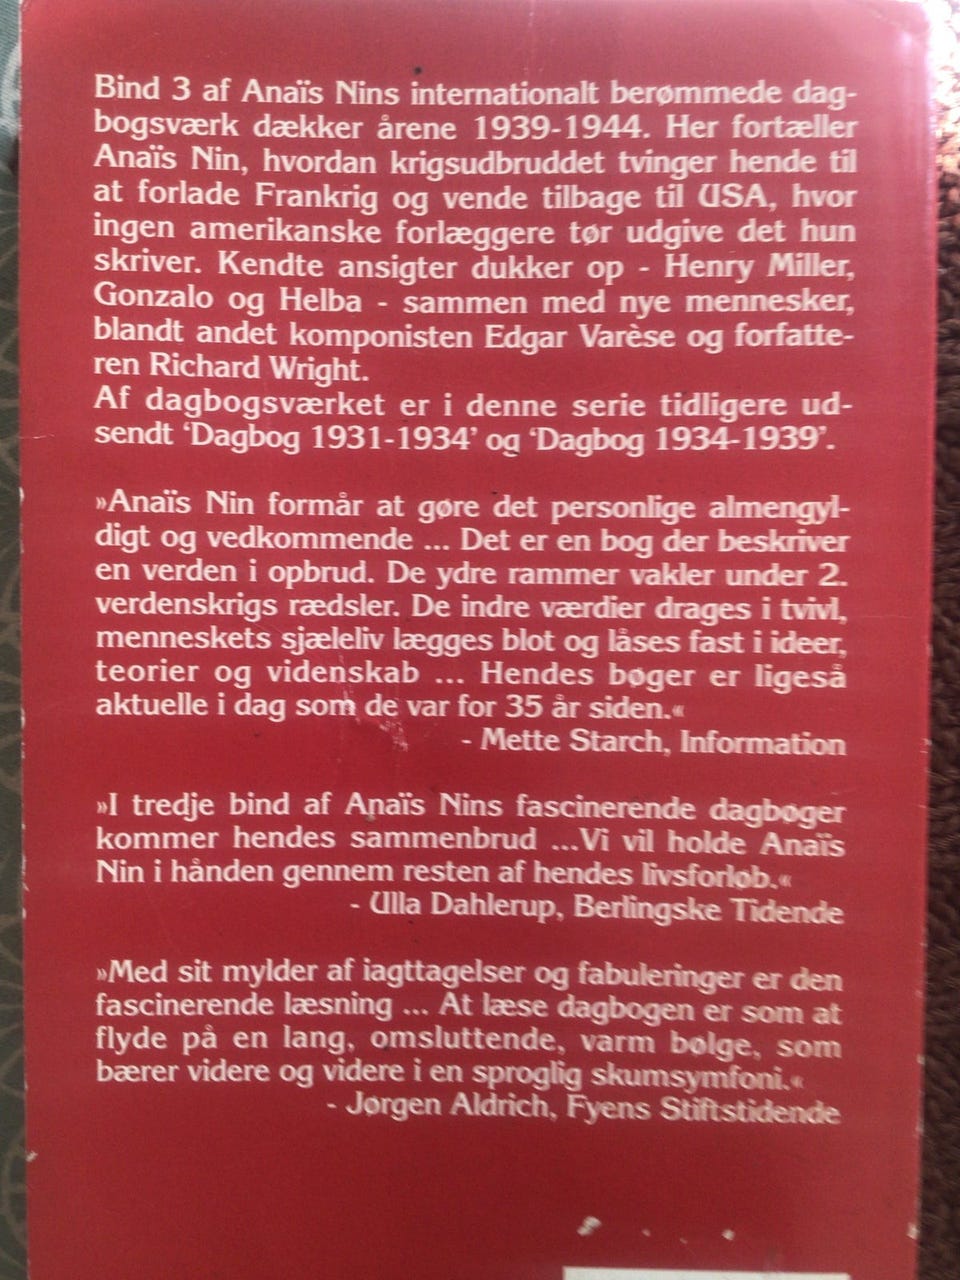 Bind 3 af Anaïs Nins internationalt berømmede dag-
bogsværk dækker årene 1939-1944. Her fortæller
Anaïs Nin, hvordan krigsudbruddet tvinger hende til
at forlade Frankrig og vende tilbage til USA, hvor
ingen amerikanske forlæggere tør udgive det hun
skriver. Kendte ansigter dukker op - Henry Miller,
Gonzalo og Helba - sammen med nye mennesker,
blandt andet komponisten Edgar Varèse og forfatte-
ren Richard Wright.
Af dagbogsværket er i denne serie tidligere ud-
sendt ‘Dagbog 1931-1934’ og ‘Dagbog 1934-1939’.
»Anaïs Nin formår at gøre det personlige almengyl-
digt og vedkommende ... Det er en bog der beskriver
en verden i opbrud. De ydre rammer vakler under 2.
verdenskrigs rædsler. De indre værdier drages i tvivl,
menneskets sjæleliv lægges blot og låses fast i ideer,
teorier og videnskab ... Hendes bøger er ligeså
aktuelle i dag som de var for 35 år siden.«
- Mette Starch, Information
»I tredje bind af Anaïs Nins fascinerende dagbøger
kommer hendes sammenbrud ...Vi vil holde Anaïs
Nin i hånden gennem resten af hendes livsforløb.«
- Ulla Dahlerup, Berlingske Tidende
»Med sit mylder af iagttagelser og fabuleringer er den
fascinerende læsning ... At læse dagbogen er som at
flyde på en lang, omsluttende, varm bølge, som
bærer videre og videre i en sproglig skumsymfoni.«
- Jørgen Aldrich, Fyens Stiftstidende